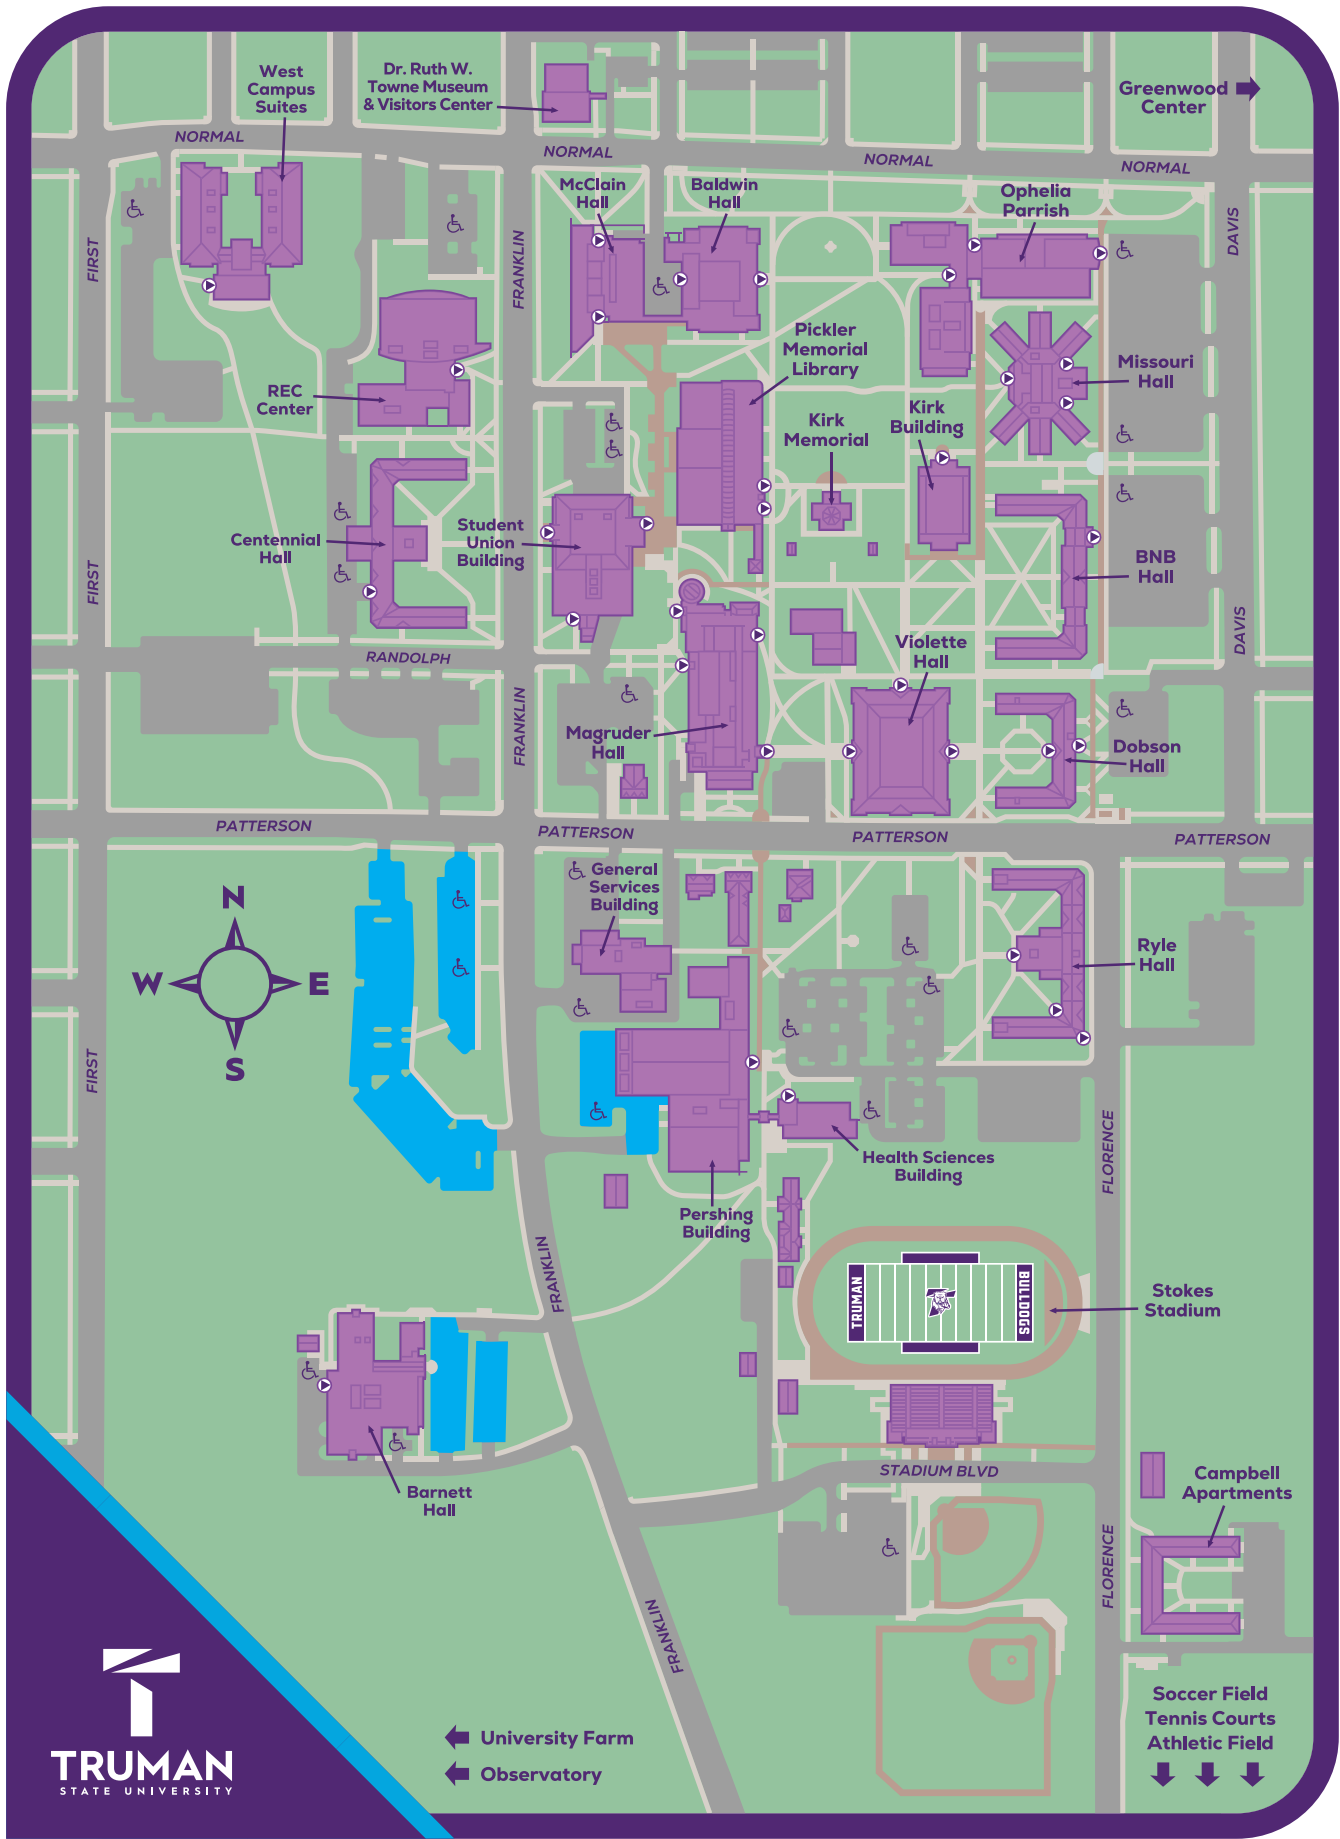 West
Campus
Suites
Dr. Ruth W.
Towne Museum
& Visitors Center
Greenwood
Center
NORMAL
NORMAL
NORMAL
NORMAL
McClain
Hall
Baldwin
Hall
Ophelia
Parrish
FIRST
FRANKLIN
DAVIS
Pickler
Memorial
Library
Missouri
Hall
REC
Center
Kirk
Memorial
Kirk
Building
Centennial
Hall
Student
Union
Building
BNB
Hall
FIRST
DAVIS
RANDOLPH
Violette
Hall
FRANKLIN
Magruder
Hall
Dobson
Hall
PATTERSON
PATTERSON
PATTERSON
PATTERSON
General
Services
Building
N
W
E
S
Ryle
Hall
FIRST
FLORENCE
Health Sciences
Building
Pershing
Building
FRANKLIN
TRUMAN
BULLDOGS
Stokes
Stadium
STADIUM BLVD
Barnett
Hall
Campbell
Apartments
FLORENCE
FRANKLIN
Soccer Field
Tennis Courts
Athletic Field
University Farm
Observatory
TRUMAN
STATE UNIVERSITY